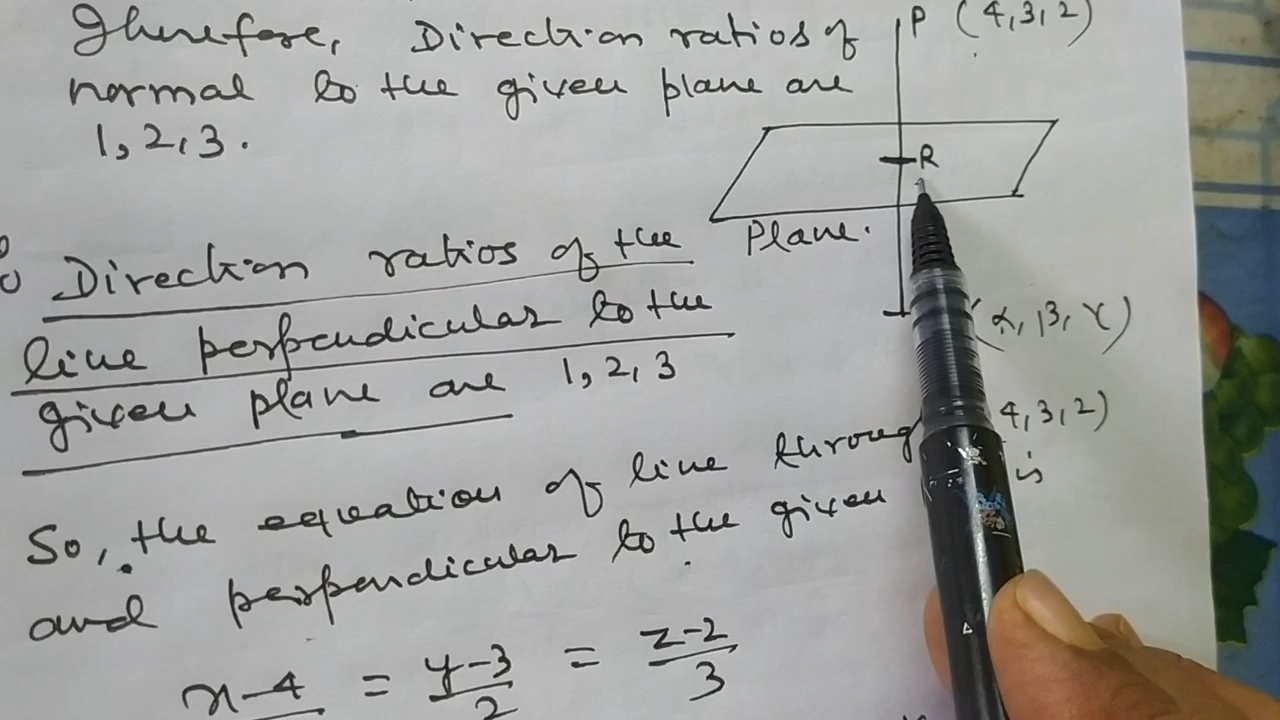 Therefore, Direction ratios of
normal to the given plane are
1, 2, 3.
P (4, 3, 2)
R
Plane.
(α, β, γ)
Direction ratios of the
line perpendicular to the
given plane are 1, 2, 3
So, the equation of line through 4, 3, 2)
and perpendicular to the given is
x-4 = y-3/2 = z-2/3